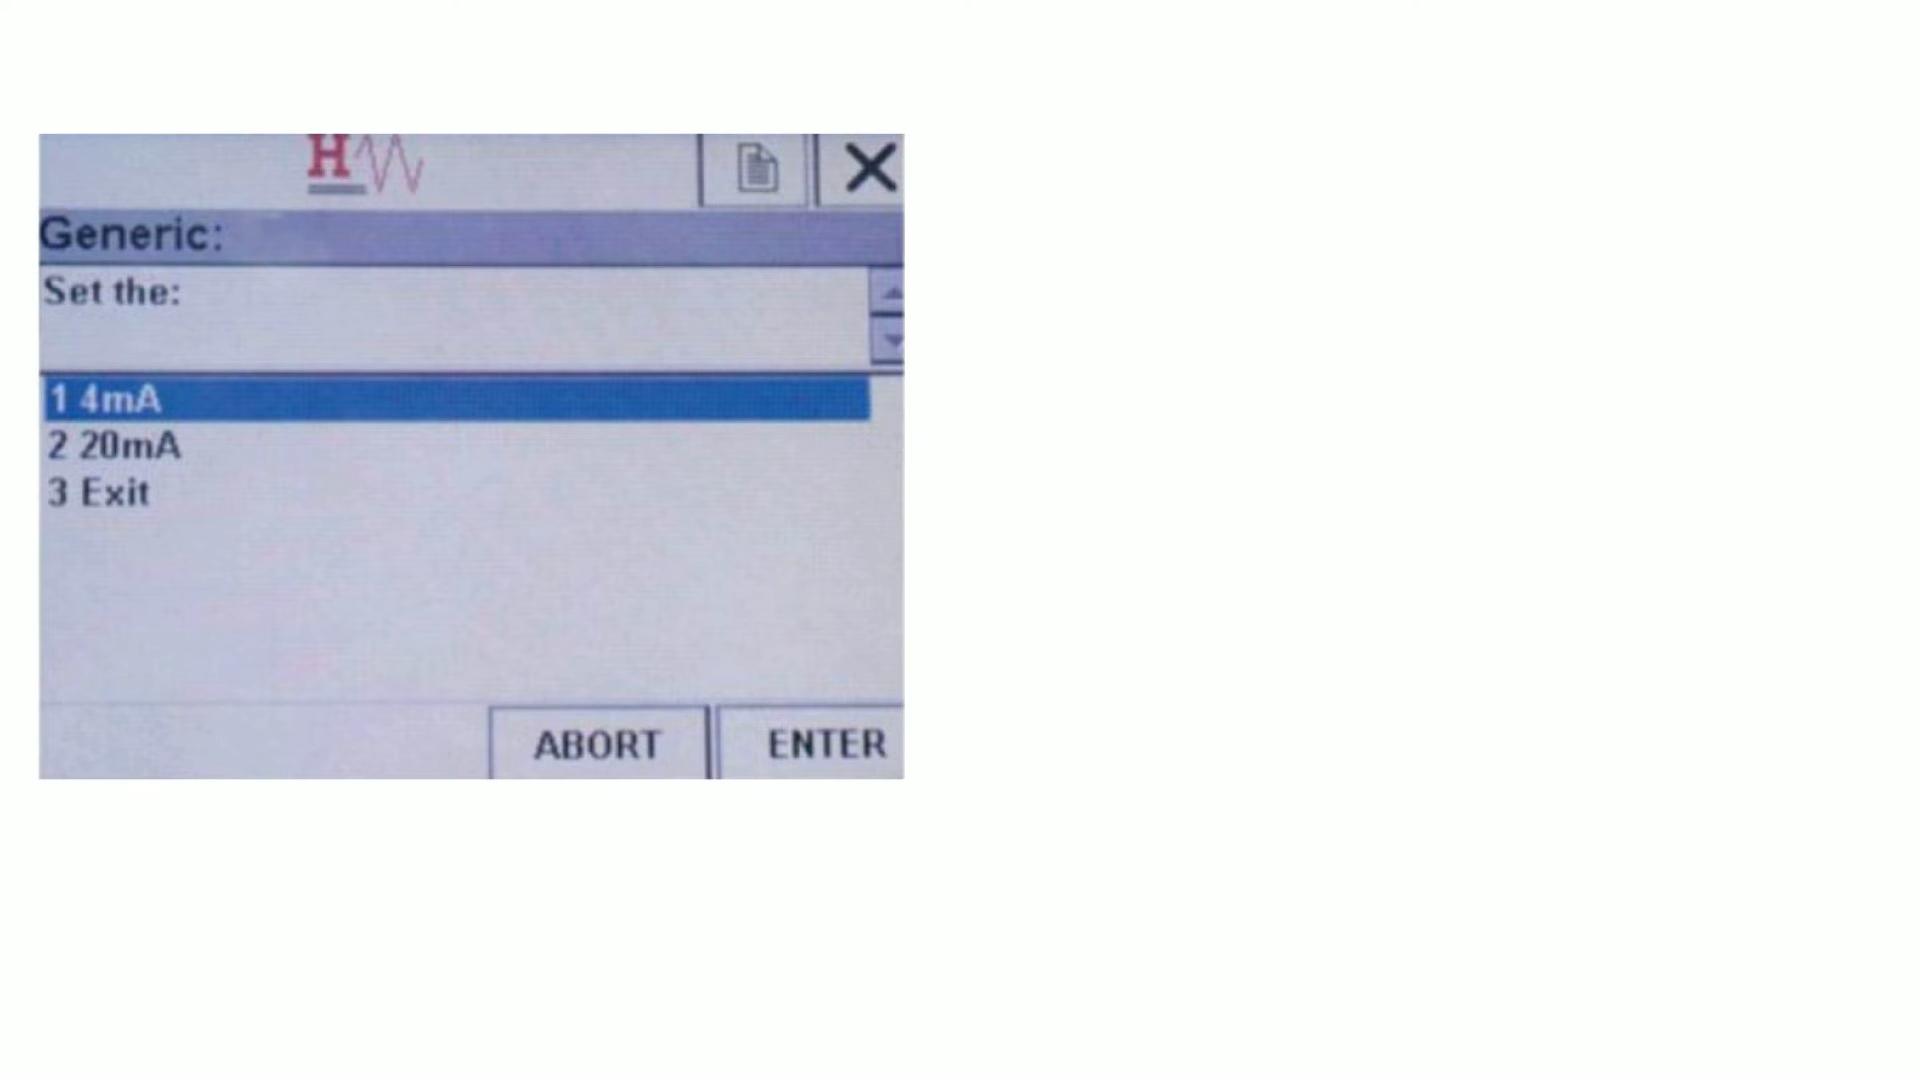 H
Generic:
Set the:
1 4mA
2 20mA
3 Exit
ABORT
ENTER